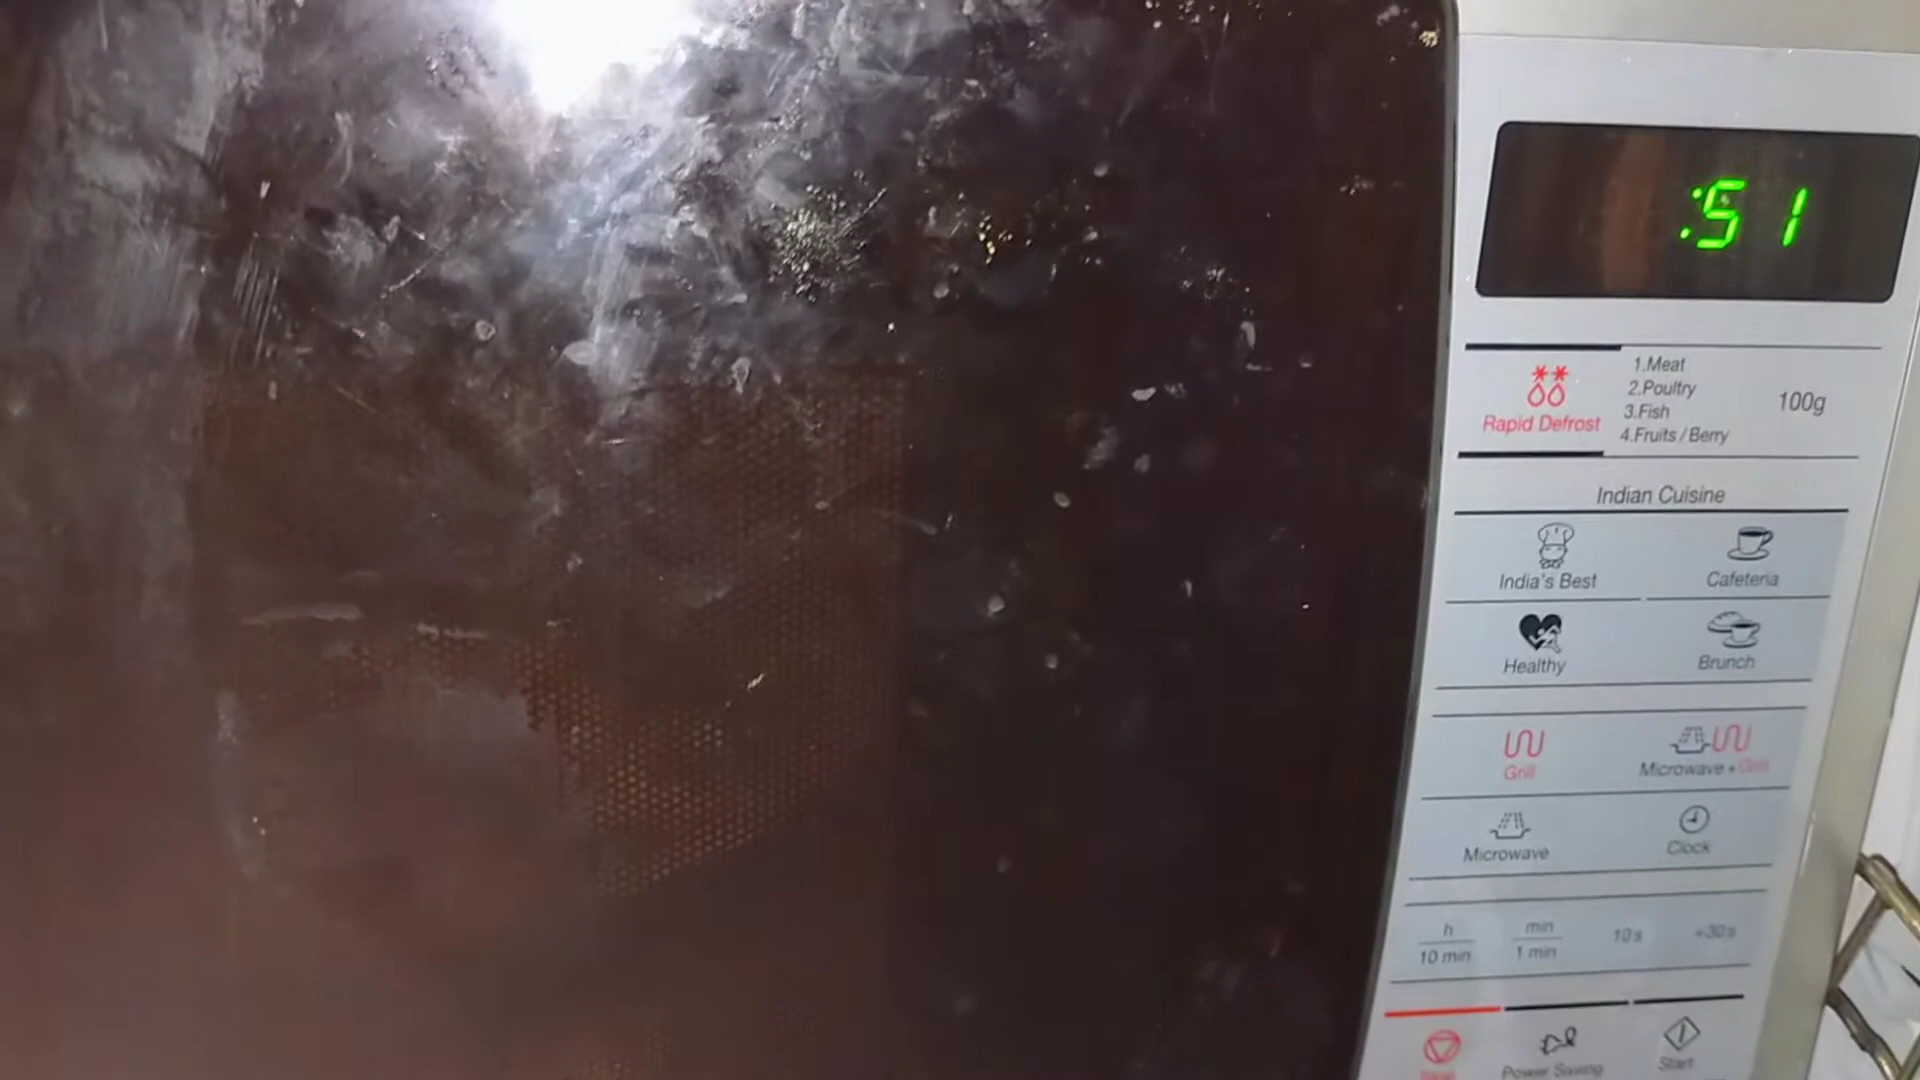 :51
Rapid Defrost
1.Meat
2.Poultry
3.Fish
4.Fruits / Berry
100g
Indian Cuisine
India's Best
Cafeteria
Healthy
Brunch
Grill
Microwave + Grill
Microwave
Clock
h
10 min
min
1 min
10 s
+30s
Power Saving
Start